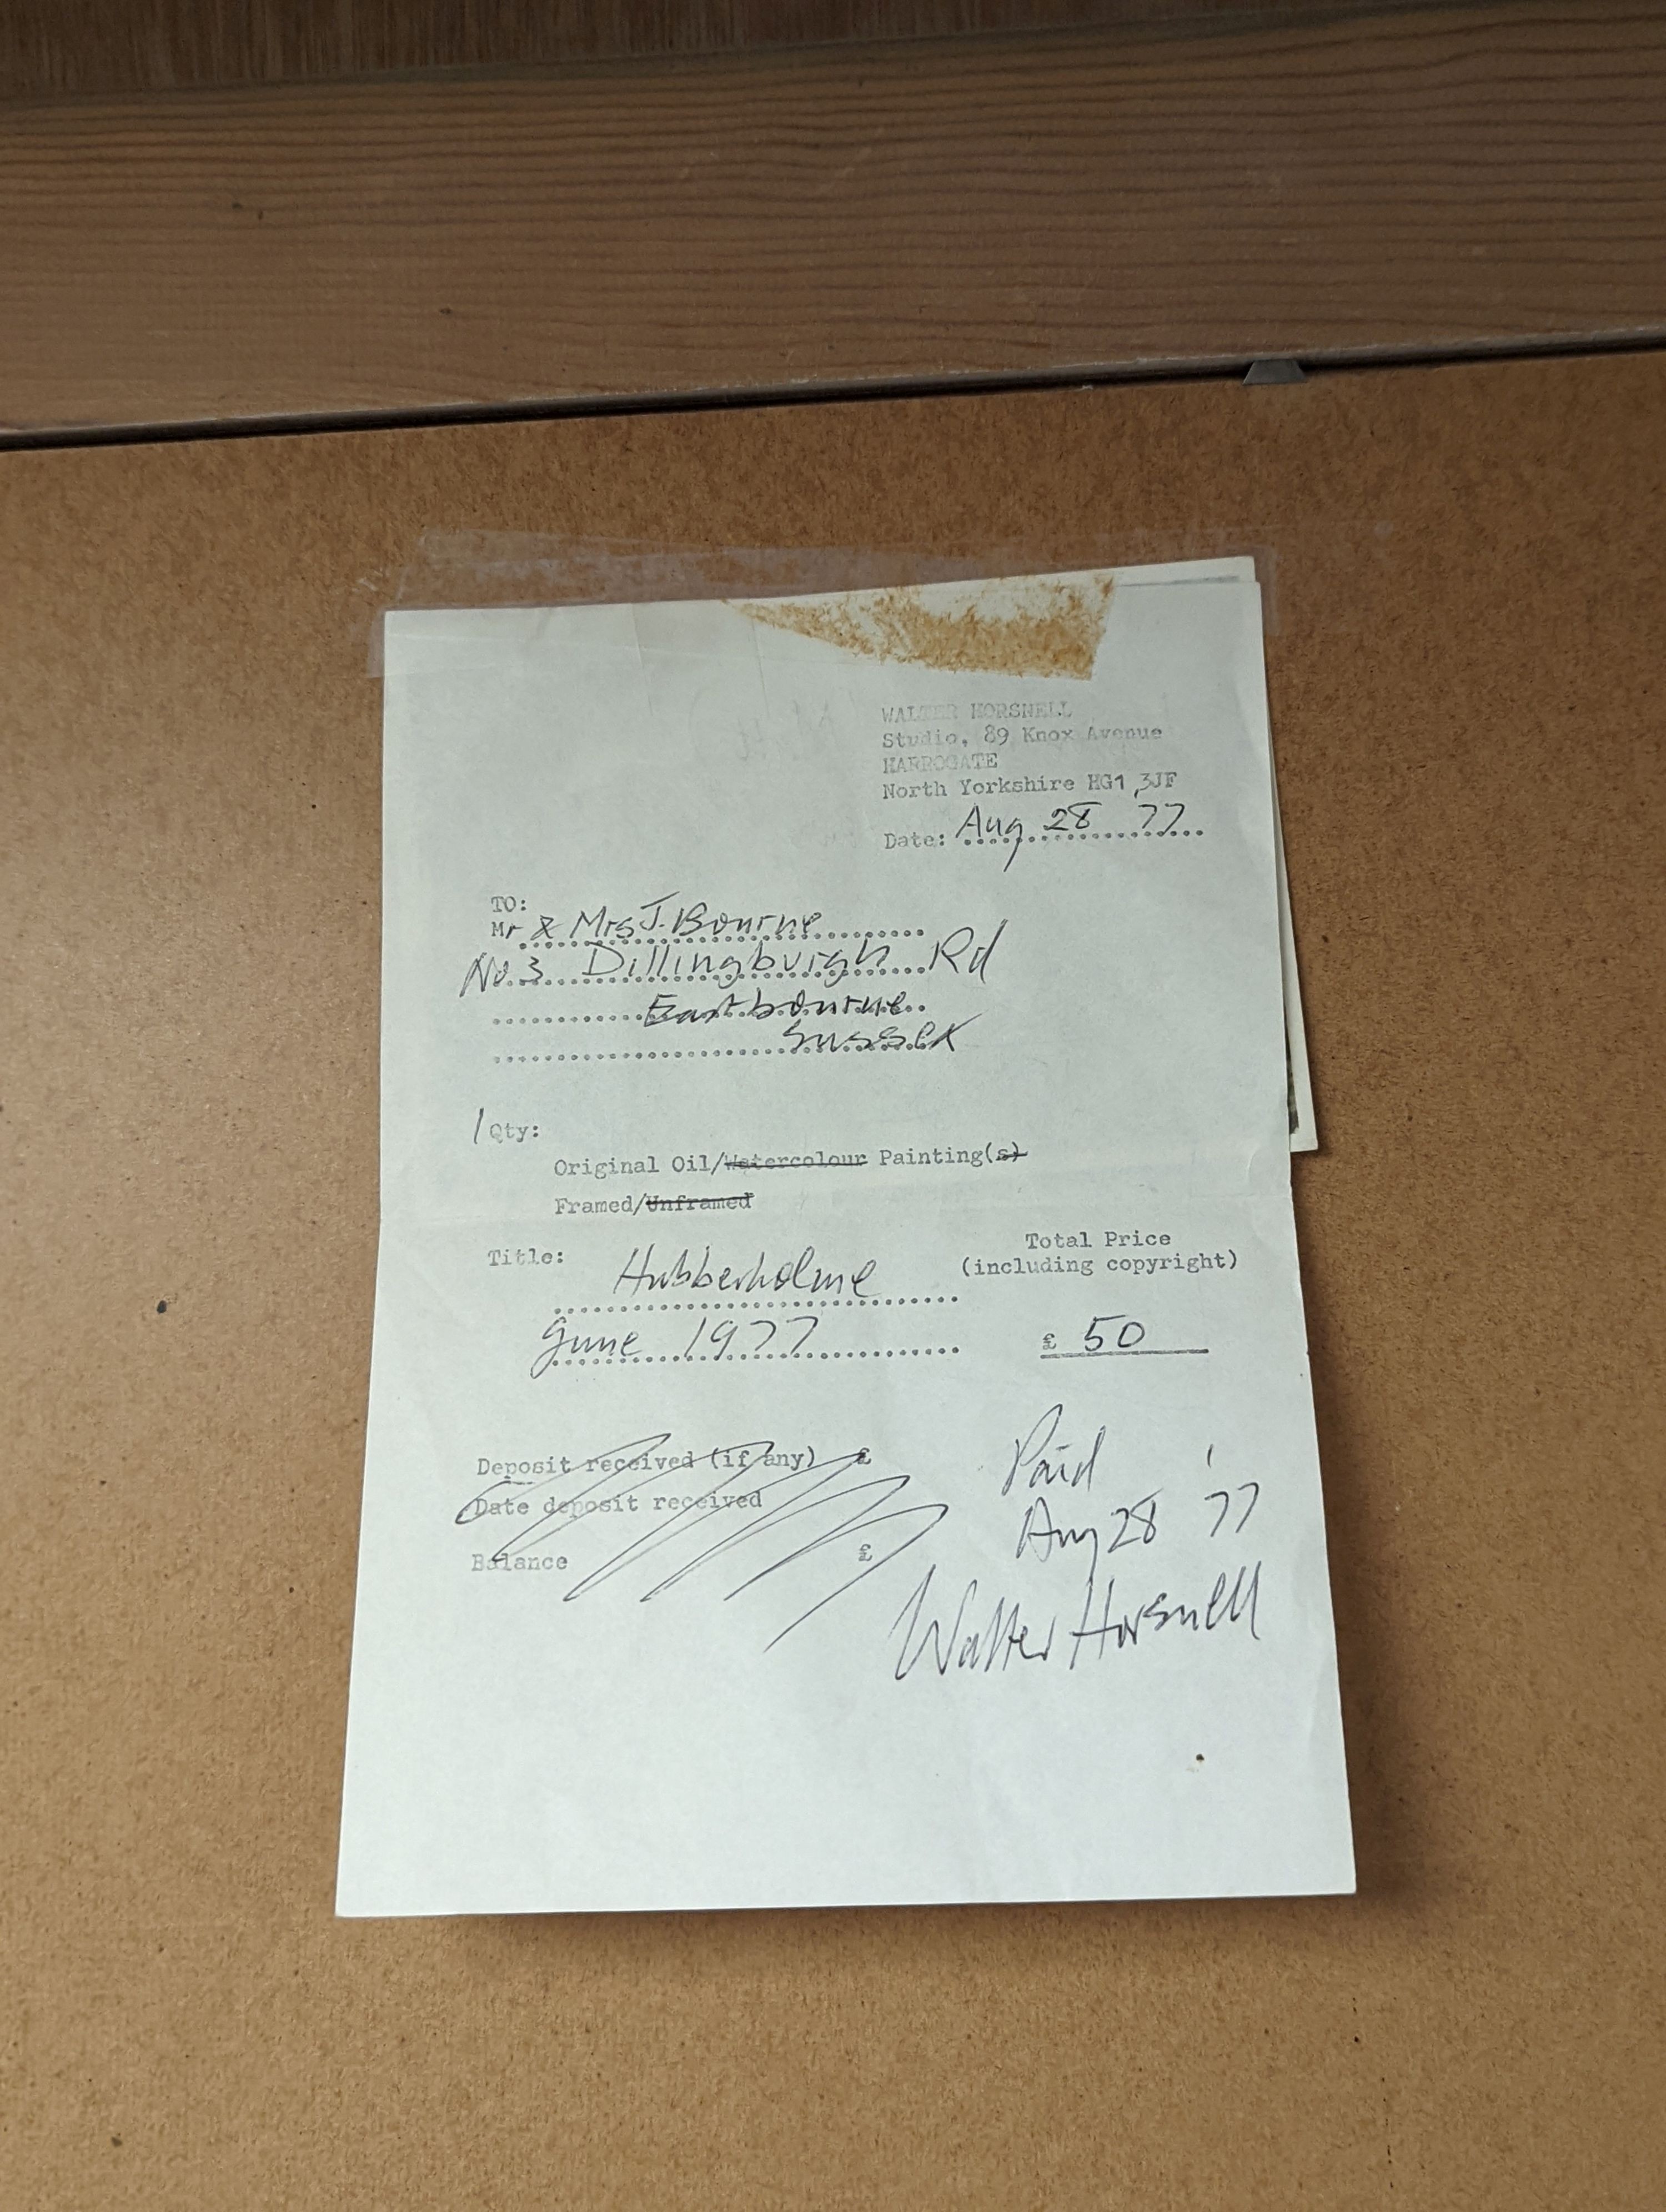 WALTER HORSNELL
Studio, 89 Knox Avenue
HARROGATE
North Yorkshire HG1 3JF
Date: Aug 28 77
TO:
Mr & Mrs J. Bourne
No. 3 Dillingburgh Rd
Eastbourne
Sussex
1 Qty:
Original Oil/Watercolour Painting(s)
Framed/Unframed
Total Price
Title: Hubberholme (including copyright)
June 1977 £ 50
Deposit received (if any) £
Date deposit received
Balance £
Paid
Aug 28 '77
Walter Horsnell